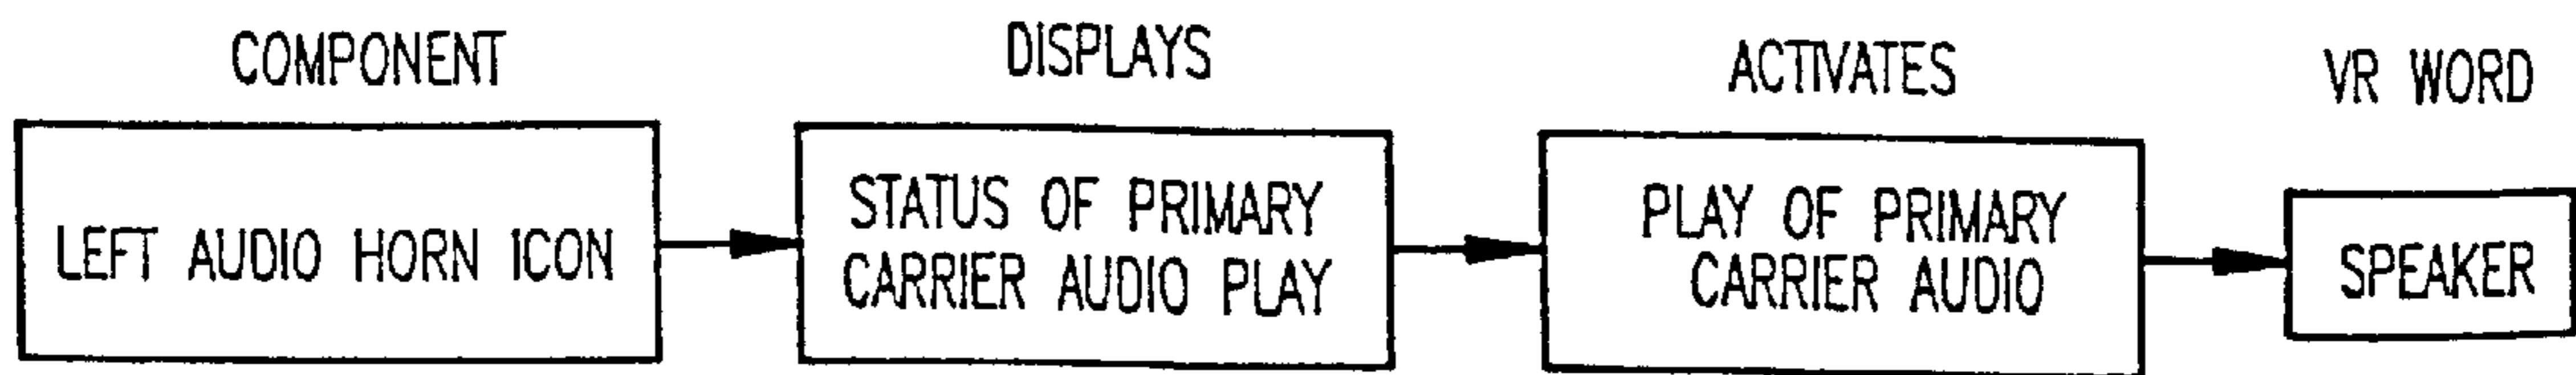 COMPONENT
DISPLAYS
ACTIVATES
VR WORD
LEFT AUDIO HORN ICON
STATUS OF PRIMARY
CARRIER AUDIO PLAY
PLAY OF PRIMARY
CARRIER AUDIO
SPEAKER